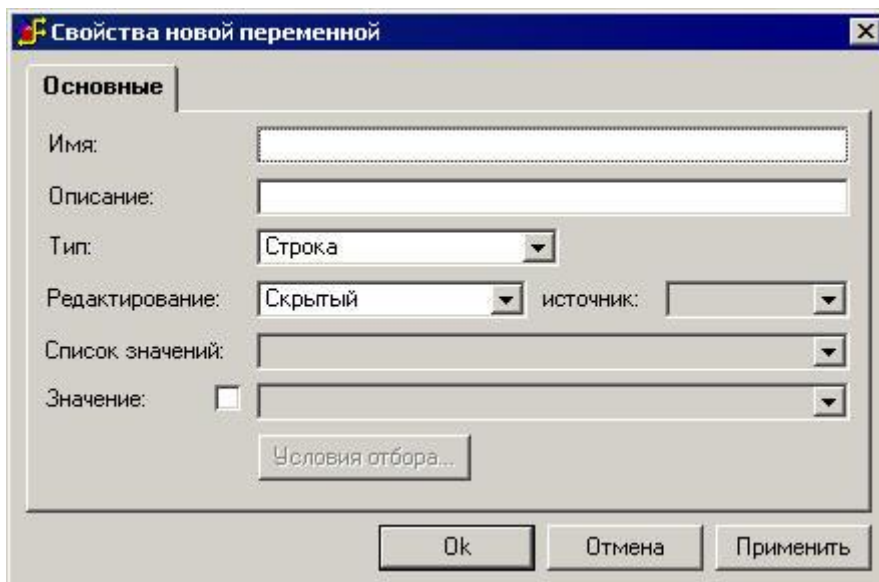 Свойства новой переменной
Основные
Имя:
Описание:
Тип: Строка
Редактирование: Скрытый источник:
Список значений:
Значение:
Условия отбора...
Ok Отмена Применить